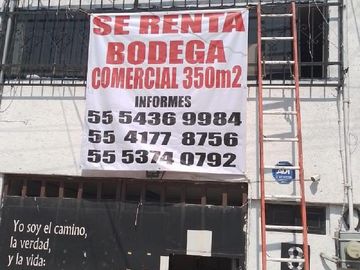 SE RENTA
BODEGA
COMERCIAL 350m2
INFORMES
55 5436 9984
55 4177 8756
55 5374 0792
Yo soy el camino,
la verdad,
y la vida: